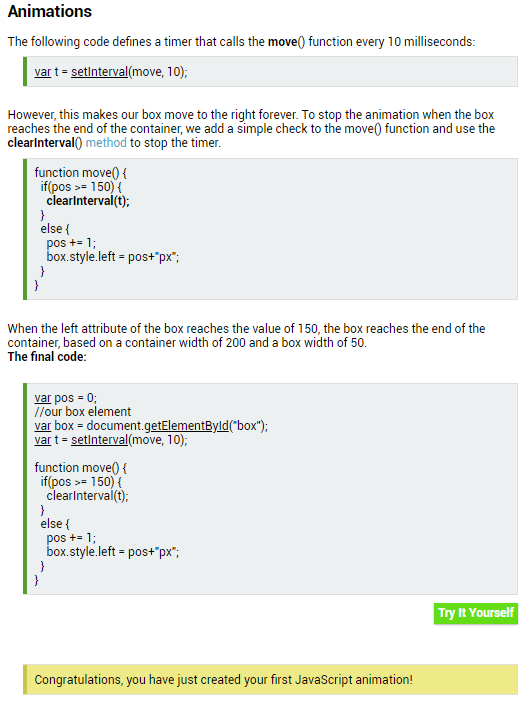 Animations
The following code defines a timer that calls the move() function every 10 milliseconds:
var t = setInterval(move, 10);
However, this makes our box move to the right forever. To stop the animation when the box
reaches the end of the container, we add a simple check to the move() function and use the
clearInterval() method to stop the timer.
function move() {
if(pos >= 150) {
clearInterval(t);
}
else {
pos += 1;
box.style.left = pos+"px";
}
}
When the left attribute of the box reaches the value of 150, the box reaches the end of the
container, based on a container width of 200 and a box width of 50.
The final code:
var pos = 0;
//our box element
var box = document.getElementById("box");
var t = setInterval(move, 10);
function move() {
if(pos >= 150) {
clearInterval(t);
}
else {
pos += 1;
box.style.left = pos+"px";
}
}
Try It Yourself
Congratulations, you have just created your first JavaScript animation!